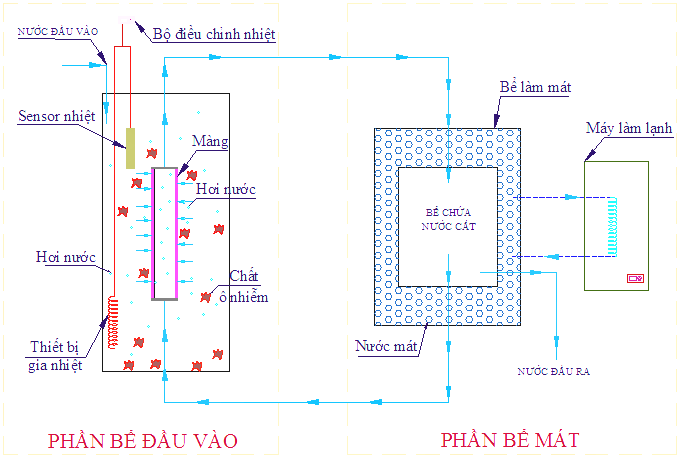 NƯỚC ĐẦU VÀO
Bộ điều chỉnh nhiệt
Sensor nhiệt
Màng
Hơi nước
Hơi nước
Chất
ô nhiễm
Thiết bị
gia nhiệt
PHẦN BỂ ĐẦU VÀO
Bể làm mát
Máy làm lạnh
BỂ CHỨA
NƯỚC CẤT
Nước mát
NƯỚC ĐẦU RA
PHẦN BỂ MÁT